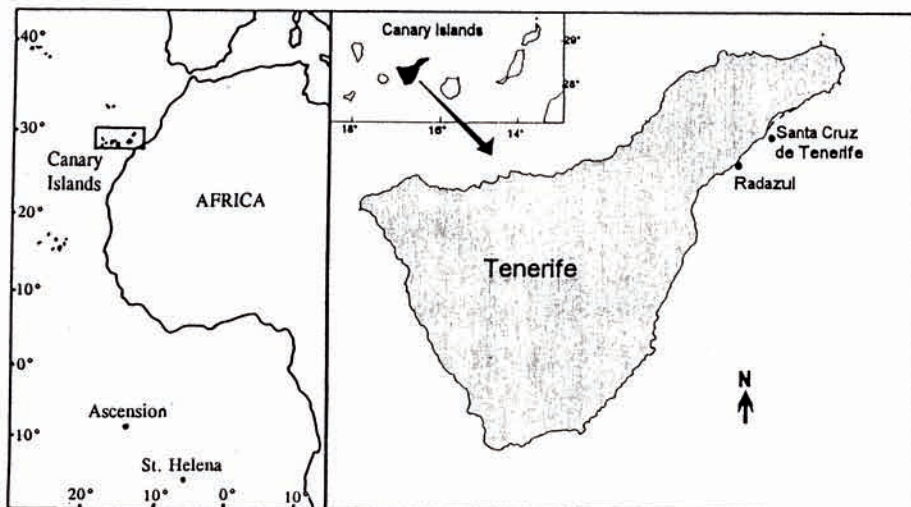 40°
30°
Canary
Islands
20°
10°
0°
10°
AFRICA
Ascension
St. Helena
20°
10°
0°
10°
Canary Islands
29°
28°
18°
16°
14°
Santa Cruz
de Tenerife
Radazul
Tenerife
N